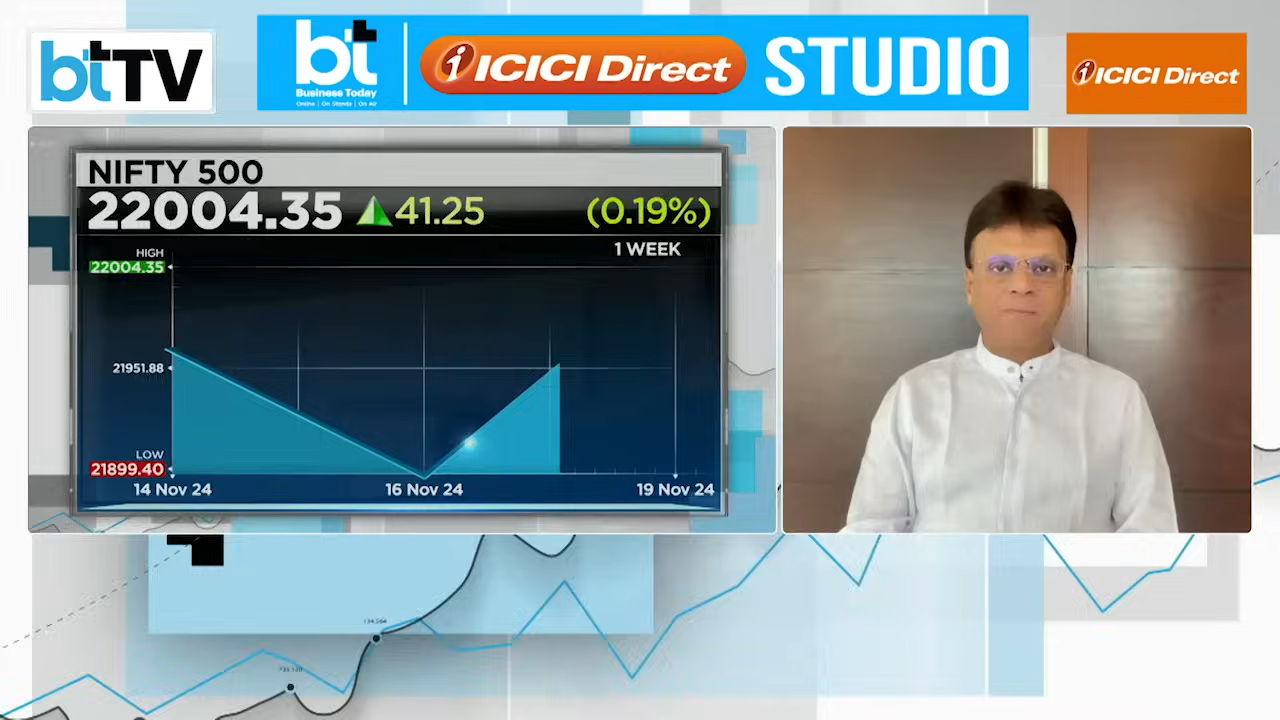 btTV
bt
Business Today
Online | On Stands | On Air
ICICI Direct
STUDIO
ICICI Direct
NIFTY 500
22004.35 41.25 (0.19%)
1 WEEK
HIGH
22004.35
21951.88
LOW
21899.40
14 Nov 24 16 Nov 24 19 Nov 24